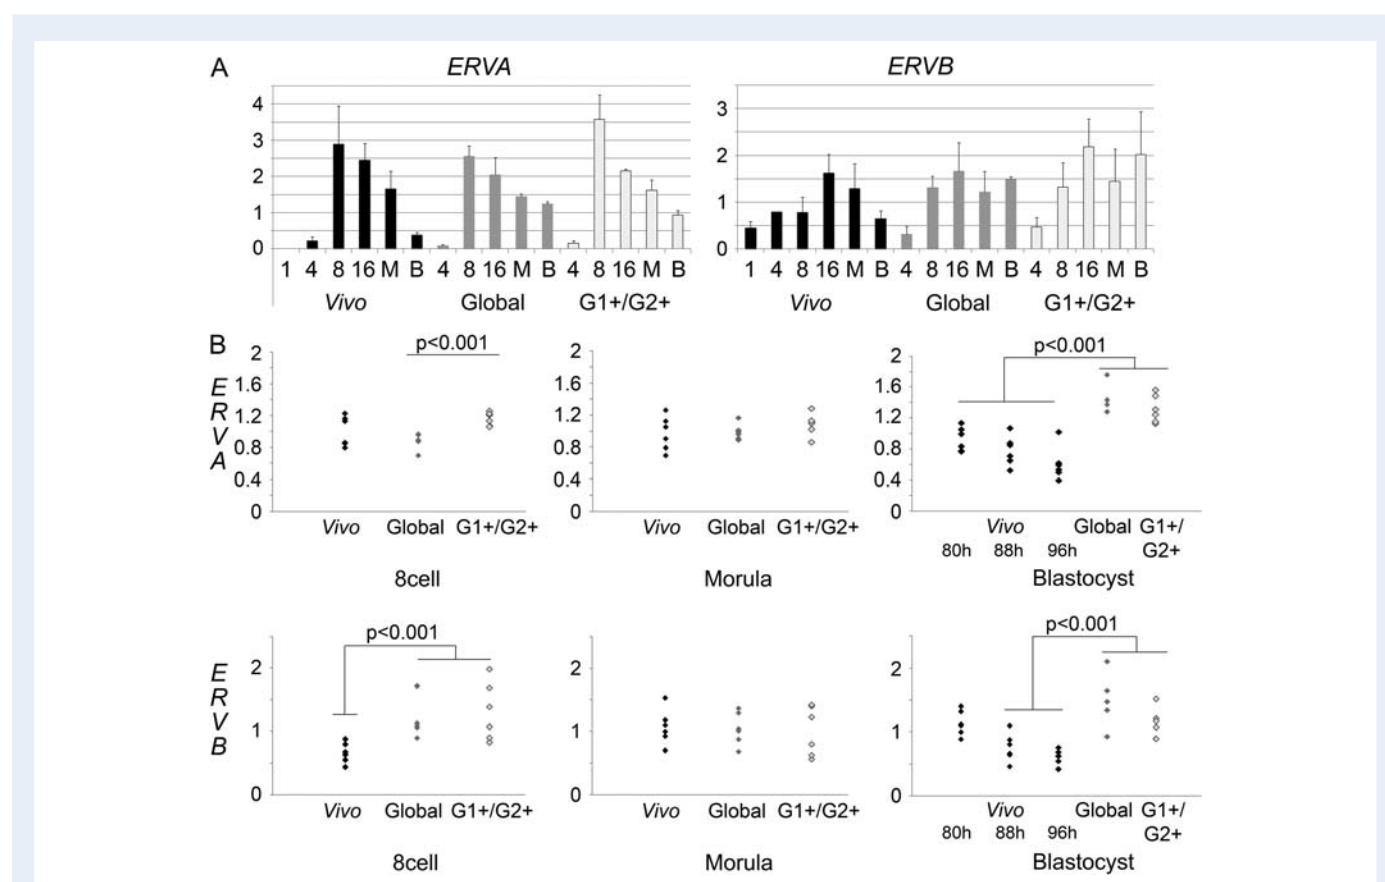 A
ERVA
ERVB
4
3
2
1
0
3
2
1
0
1 4 8 16 M B 4 8 16 M B 4 8 16 M B
1 4 8 16 M B 4 8 16 M B 4 8 16 M B
Vivo Global G1+/G2+
Vivo Global G1+/G2+
B
ERVA
p<0.001
2
1.6
1.2
0.8
0.4
0
Vivo Global G1+/G2+
8cell
2
1.6
1.2
0.8
0.4
0
Vivo Global G1+/G2+
Morula
p<0.001
2
1.6
1.2
0.8
0.4
0
Vivo Global G1+/
G2+
80h 88h 96h
Blastocyst
ERVB
p<0.001
2
1
0
Vivo Global G1+/G2+
8cell
2
1
0
Vivo Global G1+/G2+
Morula
p<0.001
2
1
0
Vivo Global G1+/
G2+
80h 88h 96h
Blastocyst